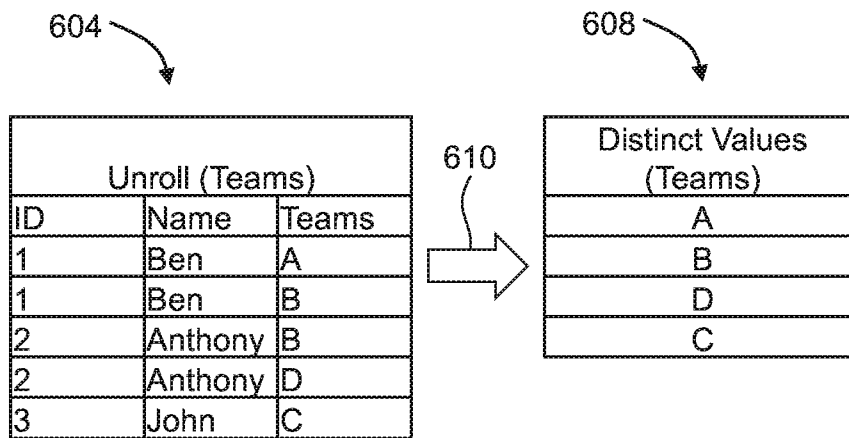 604
608
Unroll (Teams)
ID Name Teams
1 Ben A
1 Ben B
2 Anthony B
2 Anthony D
3 John C
610
Distinct Values
(Teams)
A
B
D
C